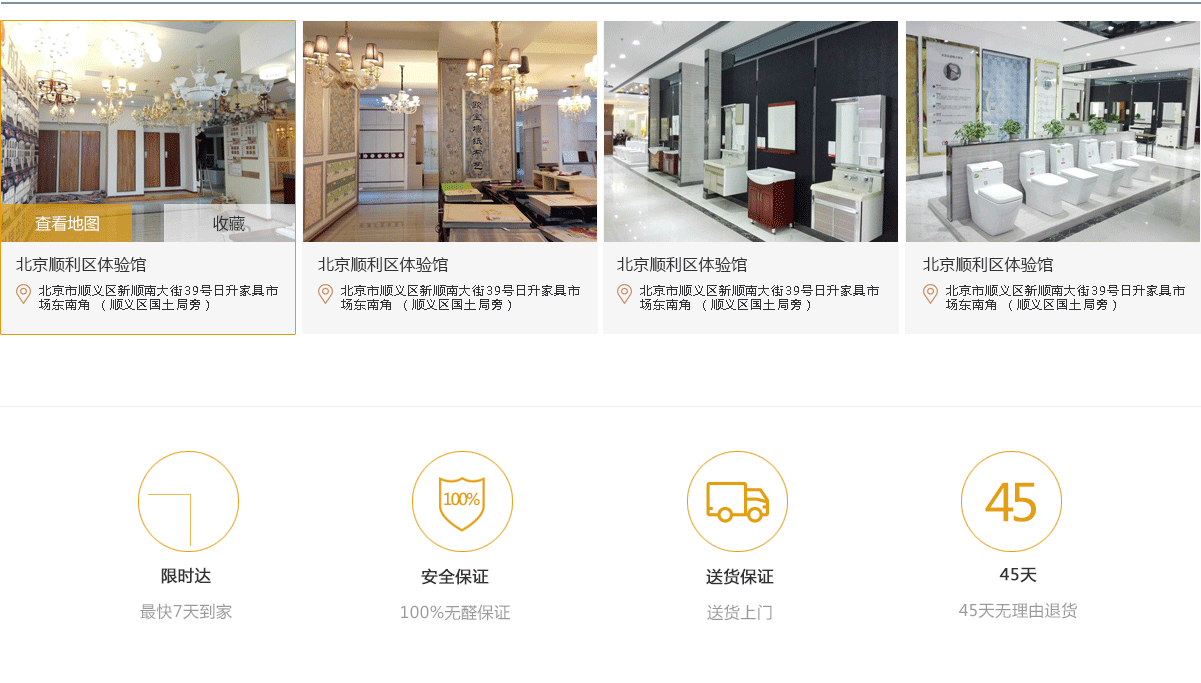 欧宝墙纸布艺
查看地图
收藏
北京顺利区体验馆
北京市顺义区新顺南大街39号日升家具市
场东南角 （顺义区国土局旁）
北京顺利区体验馆
北京市顺义区新顺南大街39号日升家具市
场东南角 （顺义区国土局旁）
北京顺利区体验馆
北京市顺义区新顺南大街39号日升家具市
场东南角 （顺义区国土局旁）
北京顺利区体验馆
北京市顺义区新顺南大街39号日升家具市
场东南角 （顺义区国土局旁）
100%
45
限时达
安全保证
送货保证
45天
最快7天到家
100%无醛保证
送货上门
45天无理由退货